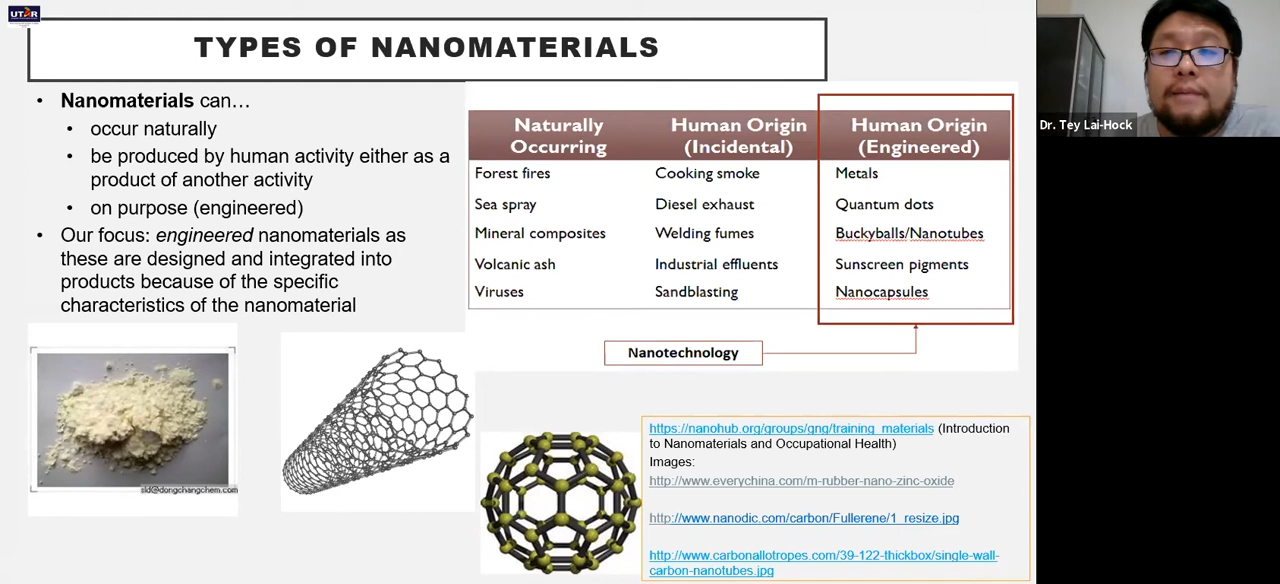 UTAR
TYPES OF NANOMATERIALS
• Nanomaterials can…
• occur naturally
• be produced by human activity either as a
product of another activity
• on purpose (engineered)
• Our focus: engineered nanomaterials as
these are designed and integrated into
products because of the specific
characteristics of the nanomaterial
Naturally Occurring Human Origin (Incidental) Human Origin (Engineered)
Forest fires Cooking smoke Metals
Sea spray Diesel exhaust Quantum dots
Mineral composites Welding fumes Buckyballs/Nanotubes
Volcanic ash Industrial effluents Sunscreen pigments
Viruses Sandblasting Nanocapsules
Nanotechnology
sld@dongchangchem.com
https://nanohub.org/groups/gng/training_materials (Introduction
to Nanomaterials and Occupational Health)
Images:
http://www.everychina.com/m-rubber-nano-zinc-oxide
http://www.nanodic.com/carbon/Fullerene/1_resize.jpg
http://www.carbonallotropes.com/39-122-thickbox/single-wall-
carbon-nanotubes.jpg
Dr. Tey Lai-Hock